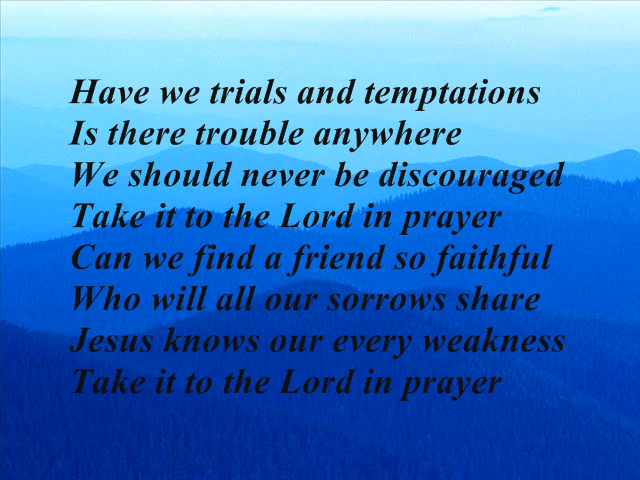 Have we trials and temptations
Is there trouble anywhere
We should never be discouraged
Take it to the Lord in prayer
Can we find a friend so faithful
Who will all our sorrows share
Jesus knows our every weakness
Take it to the Lord in prayer